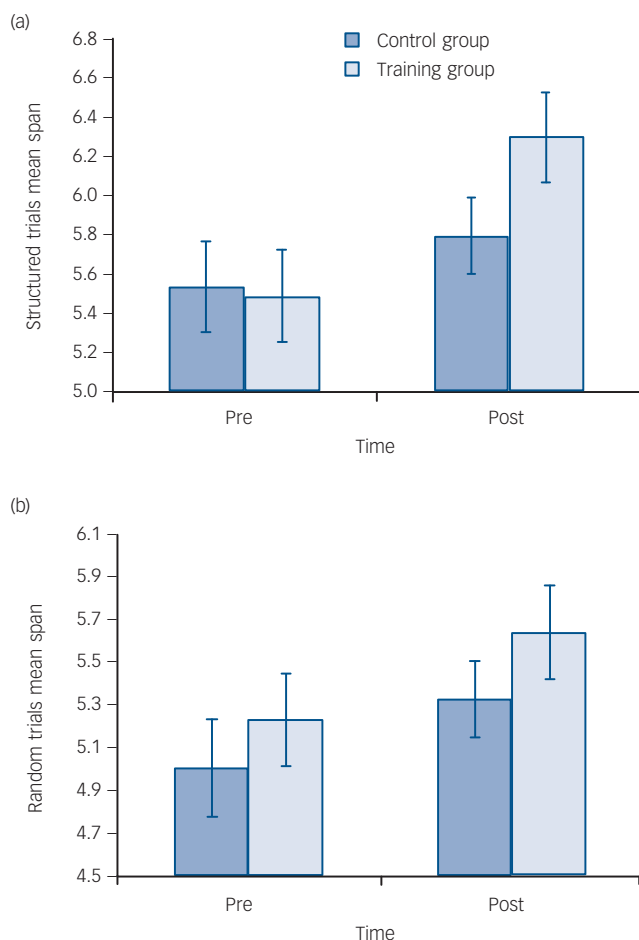 (a)
6.8
6.6
6.4
6.2
6.0
5.8
5.6
5.4
5.2
5.0
Structured trials mean span
Control group
Training group
Pre
Post
Time
(b)
6.1
5.9
5.7
5.5
5.3
5.1
4.9
4.7
4.5
Random trials mean span
Pre
Post
Time